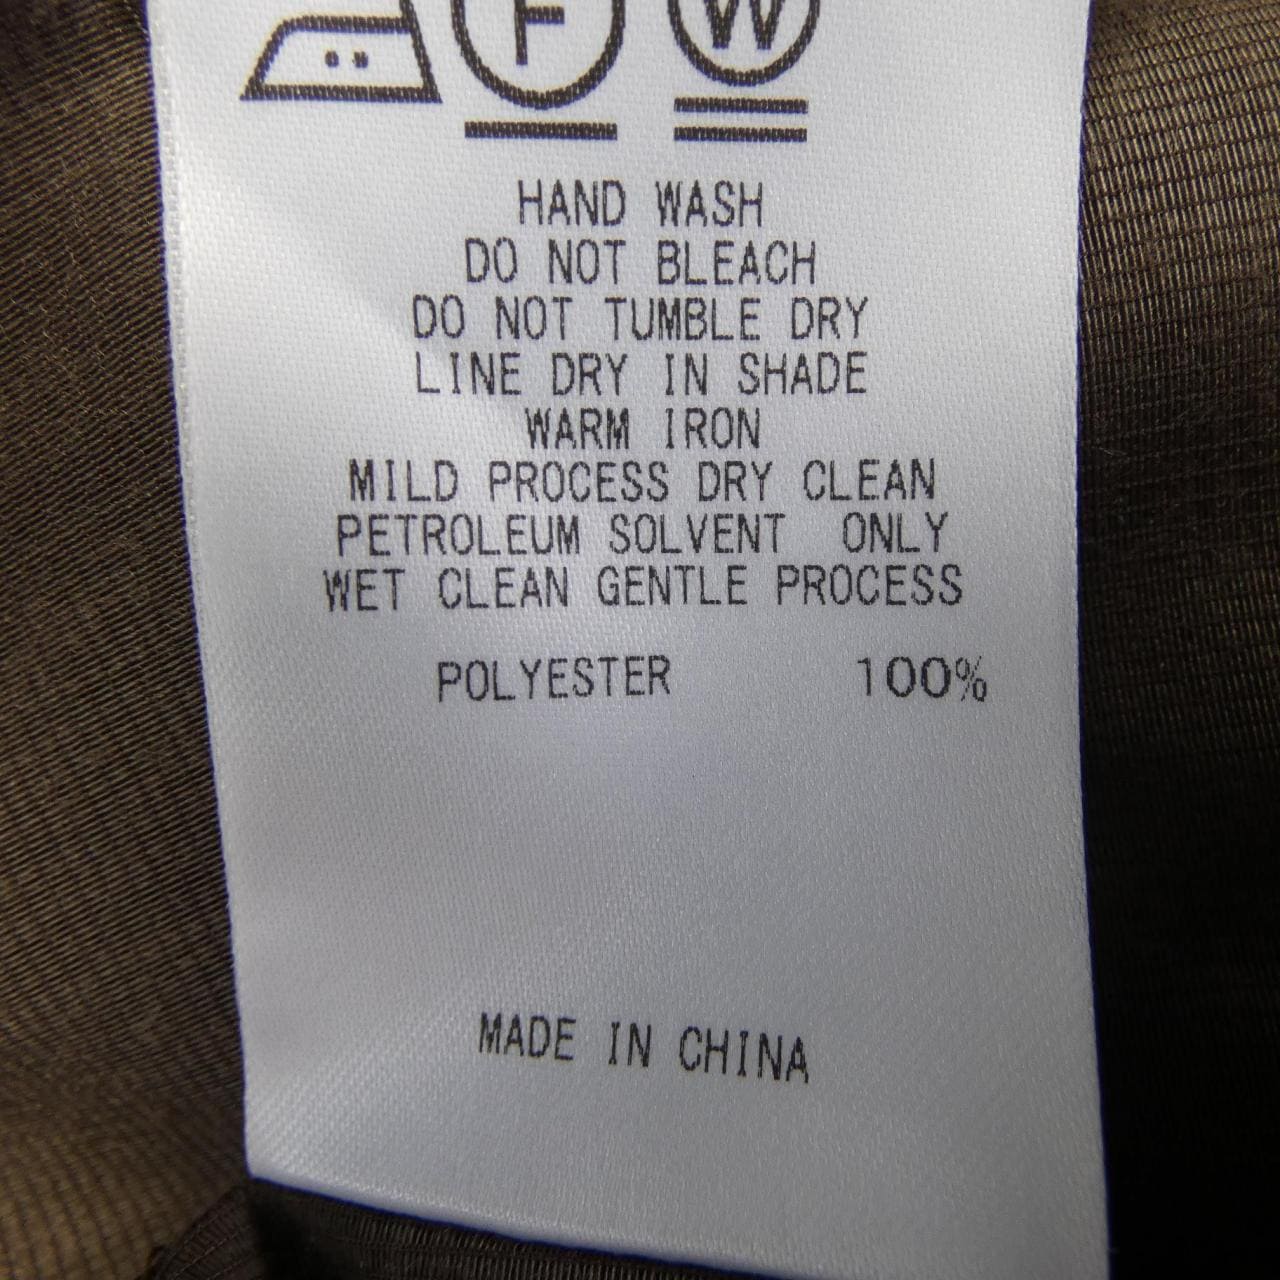 F W
HAND WASH
DO NOT BLEACH
DO NOT TUMBLE DRY
LINE DRY IN SHADE
WARM IRON
MILD PROCESS DRY CLEAN
PETROLEUM SOLVENT ONLY
WET CLEAN GENTLE PROCESS
POLYESTER 100%
MADE IN CHINA